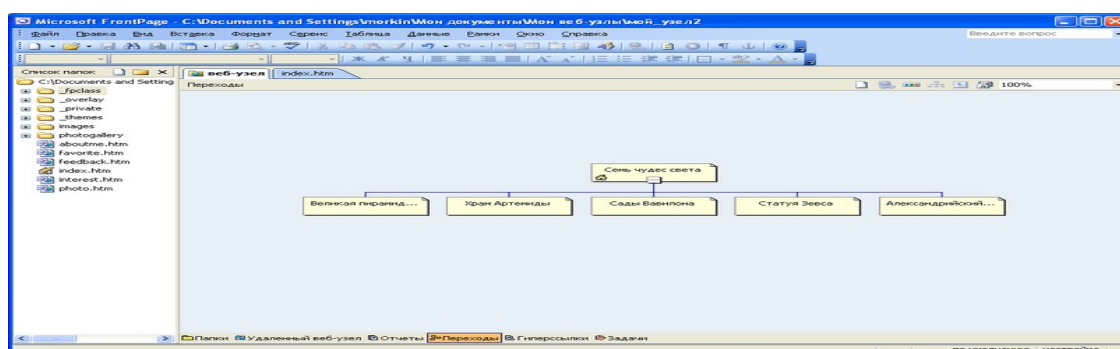 Microsoft FrontPage - C:\Documents and Settings\morkin\Мои документы\Мои веб-узлы\мой_узел2
Файл Правка Вид Вставка Формат Сервис Таблица Данные Рамки Окно Справка Введите вопрос
Список папок
веб-узел index.htm
C:\Documents and Setting
Переходы 100%
_fpclass
_overlay
_private
_themes
images
photogallery
aboutme.htm
favorite.htm
feedback.htm
index.htm
interest.htm
photo.htm
Семь чудес света
Великая пирамид... Храм Артемиды Сады Вавилона Статуя Зевса Александрийский...
Папки Удаленный веб-узел Отчеты Переходы Гиперссылки Задачи